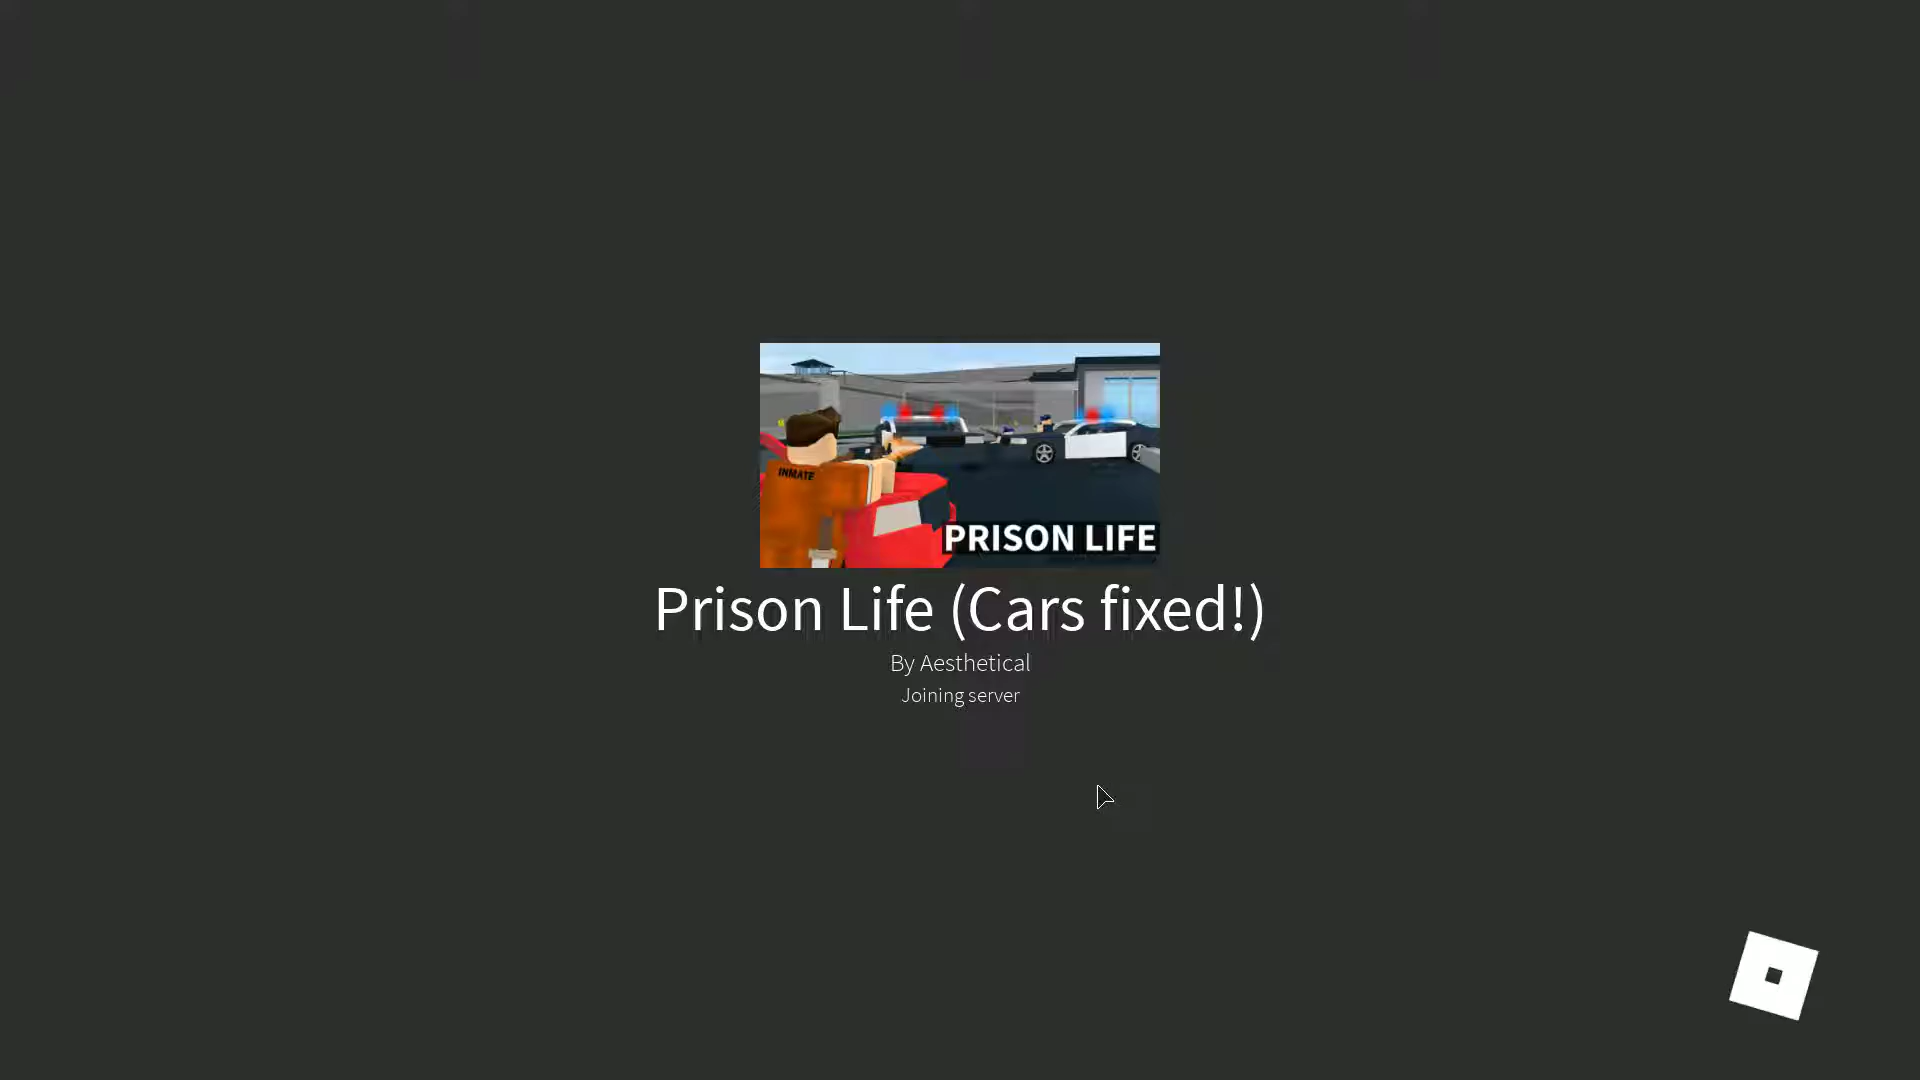 INMATE
PRISON LIFE
Prison Life (Cars fixed!)
By Aesthetical
Joining server